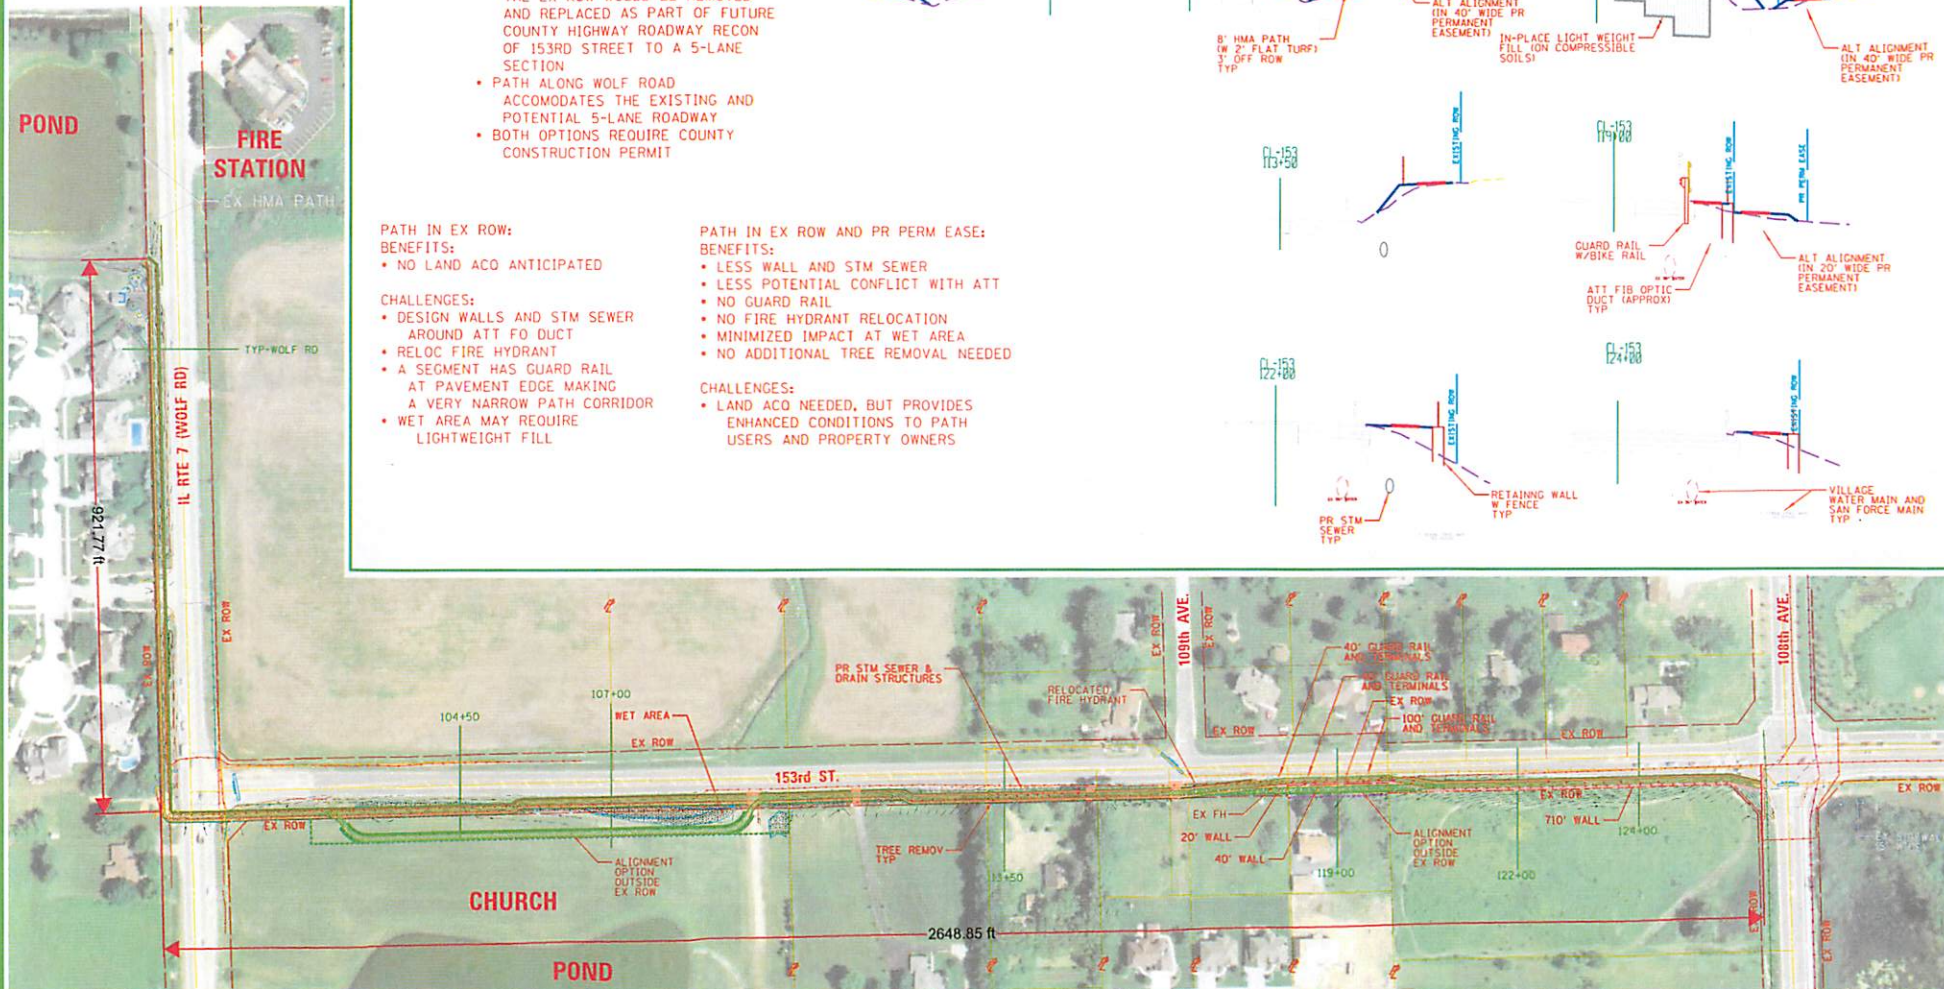 AND REPLACED AS PART OF FUTURE
COUNTY HIGHWAY ROADWAY RECON
OF 153RD STREET TO A 5-LANE
SECTION
• PATH ALONG WOLF ROAD
ACCOMODATES THE EXISTING AND
POTENTIAL 5-LANE ROADWAY
• BOTH OPTIONS REQUIRE COUNTY
CONSTRUCTION PERMIT
PATH IN EX ROW:
BENEFITS:
• NO LAND ACQ ANTICIPATED
CHALLENGES:
• DESIGN WALLS AND STM SEWER
AROUND ATT FO DUCT
• RELOC FIRE HYDRANT
• A SEGMENT HAS GUARD RAIL
AT PAVEMENT EDGE MAKING
A VERY NARROW PATH CORRIDOR
• WET AREA MAY REQUIRE
LIGHTWEIGHT FILL
PATH IN EX ROW AND PR PERM EASE:
BENEFITS:
• LESS WALL AND STM SEWER
• LESS POTENTIAL CONFLICT WITH ATT
• NO GUARD RAIL
• NO FIRE HYDRANT RELOCATION
• MINIMIZED IMPACT AT WET AREA
• NO ADDITIONAL TREE REMOVAL NEEDED
CHALLENGES:
• LAND ACQ NEEDED, BUT PROVIDES
ENHANCED CONDITIONS TO PATH
USERS AND PROPERTY OWNERS
8' HMA PATH
(W 2' FLAT TURF)
3' OFF ROW
TYP
ALT ALIGNMENT
(IN 40' WIDE PR
PERMANENT
EASEMENT)
IN-PLACE LIGHT WEIGHT
FILL (ON COMPRESSIBLE
SOILS)
ALT ALIGNMENT
(IN 40' WIDE PR
PERMANENT
EASEMENT)
CL-153
113+50
EXISTING ROW
CL-153
119+00
EXISTING ROW
PR PERM EASE
GUARD RAIL
W/BIKE RAIL
ATT FIB OPTIC
DUCT (APPROX)
TYP
ALT ALIGNMENT
(IN 20' WIDE PR
PERMANENT
EASEMENT)
CL-153
122+00
EXISTING ROW
PR STM
SEWER
TYP
RETAINNG WALL
W FENCE
TYP
CL-153
124+00
EXISTING ROW
VILLAGE
WATER MAIN AND
SAN FORCE MAIN
TYP
POND
FIRE
STATION
EX HMA PATH
TYP-WOLF RD
IL RTE 7 (WOLF RD)
921.77 ft
EX ROW
EX ROW
104+50
107+00
WET AREA
EX ROW
PR STM SEWER &
DRAIN STRUCTURES
RELOCATED
FIRE HYDRANT
EX ROW
109th AVE.
EX ROW
EX ROW
40' GUARD RAIL
AND TERMINALS
GUARD RAIL
AND TERMINALS
EX ROW
100' GUARD RAIL
AND TERMINALS
EX ROW
108th AVE.
153rd ST.
EX ROW
EX FH
20' WALL
40' WALL
TREE REMOV
TYP
119+00
ALIGNMENT
OPTION
OUTSIDE
EX ROW
122+00
EX ROW
710' WALL
124+00
EX ROW
ALIGNMENT
OPTION
OUTSIDE
EX ROW
CHURCH
2648.85 ft
POND
EX ROW
EX ROW